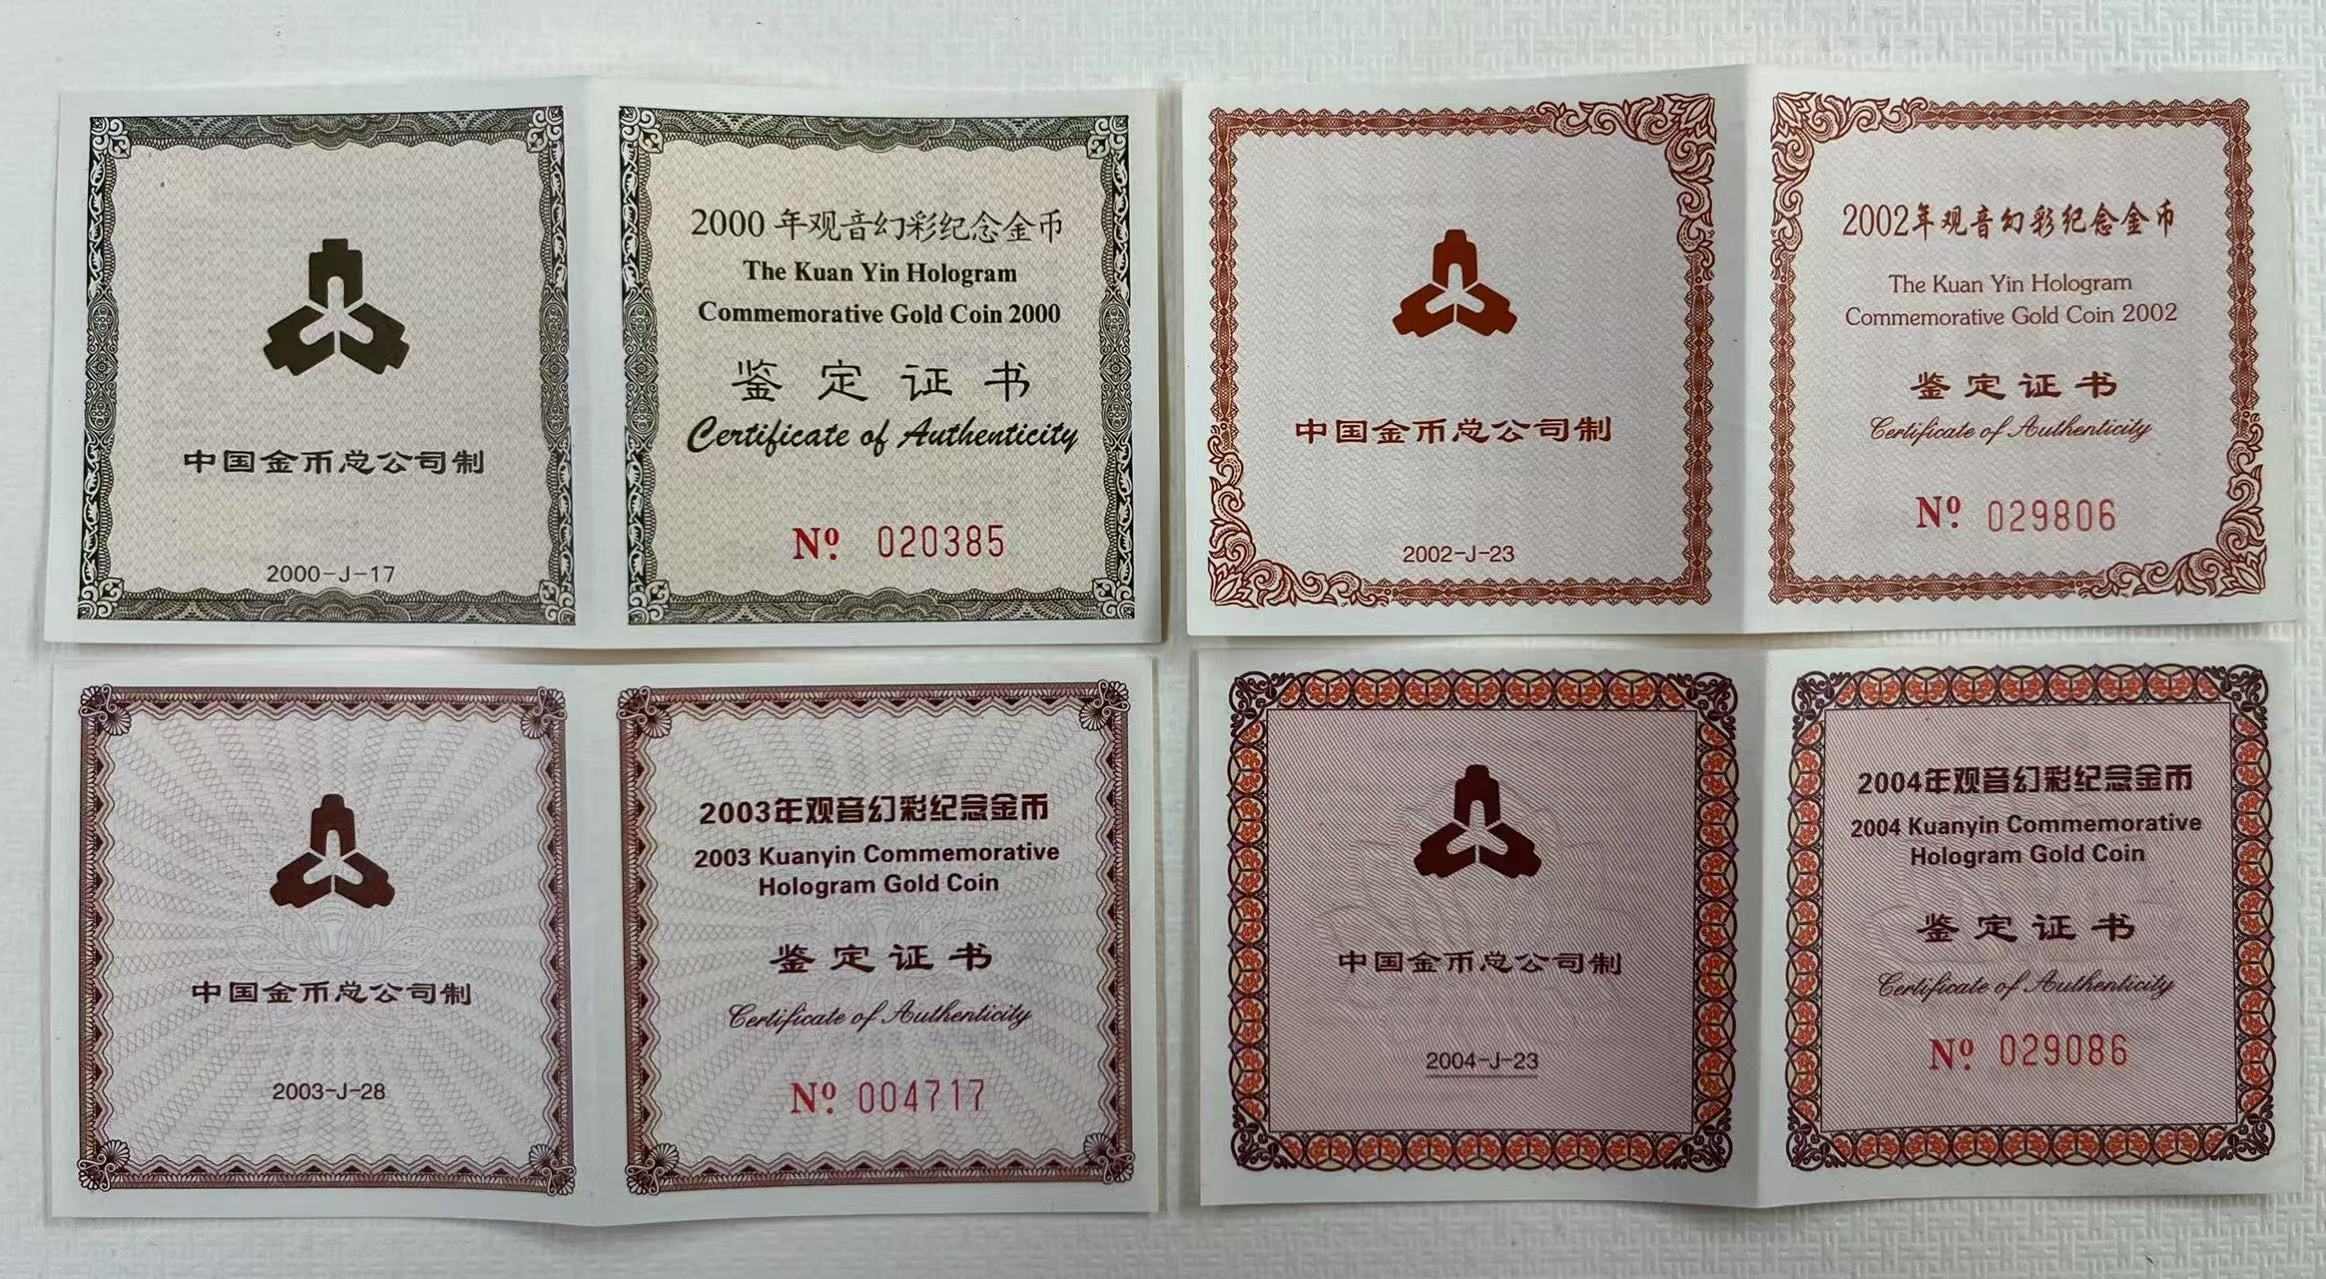 中国金币总公司制
2000-J-17
2000年观音幻彩纪念金币
The Kuan Yin Hologram
Commemorative Gold Coin 2000
鉴定证书
Certificate of Authenticity
Nº 020385
中国金币总公司制
2002-J-23
2002年观音幻彩纪念金币
The Kuan Yin Hologram
Commemorative Gold Coin 2002
鉴定证书
Certificate of Authenticity
Nº 029806
中国金币总公司制
2003-J-28
2003年观音幻彩纪念金币
2003 Kuanyin Commemorative
Hologram Gold Coin
鉴定证书
Certificate of Authenticity
Nº 004717
中国金币总公司制
2004-J-23
2004年观音幻彩纪念金币
2004 Kuanyin Commemorative
Hologram Gold Coin
鉴定证书
Certificate of Authenticity
Nº 029086